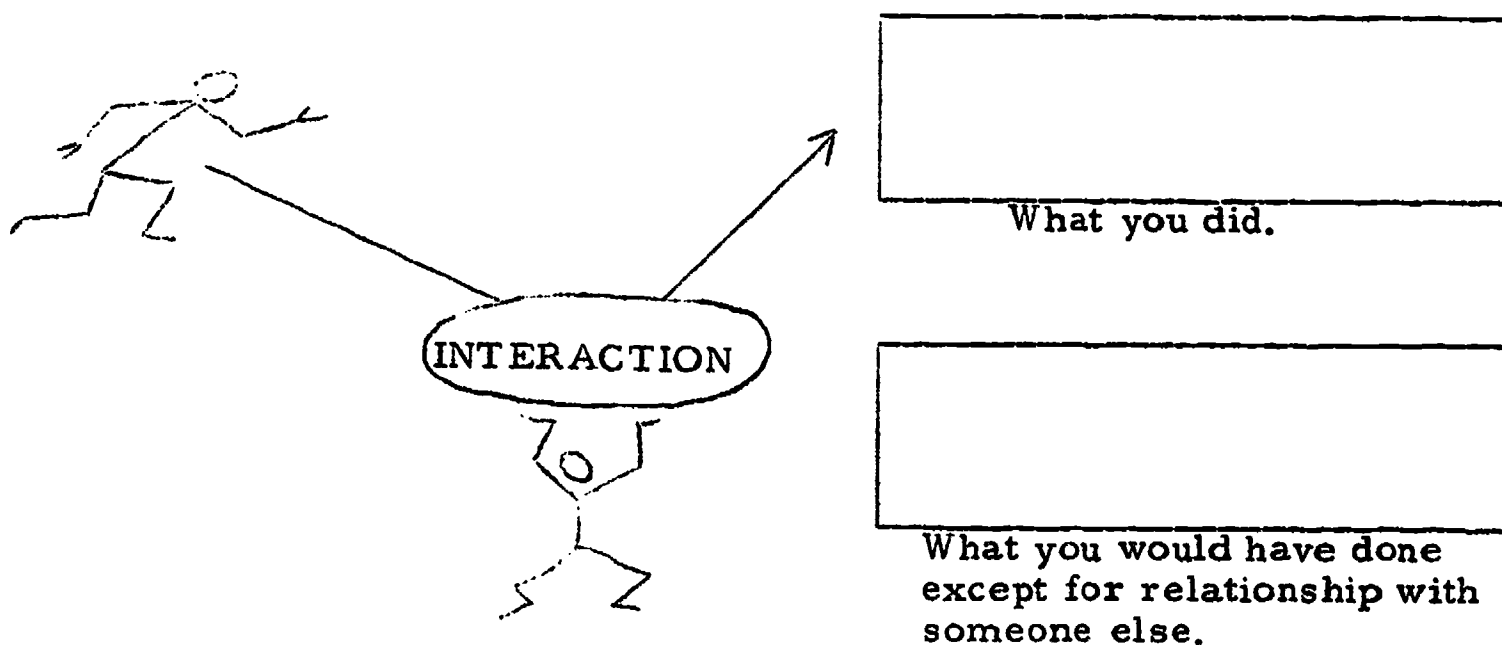 What you did.
INTERACTION
What you would have done
except for relationship with
someone else.